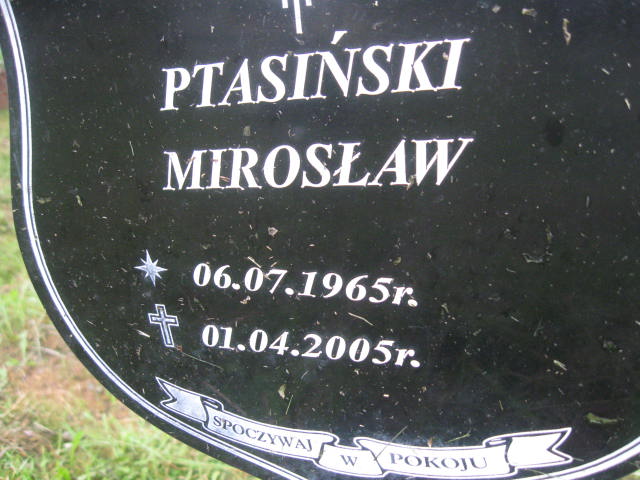 PTASIŃSKI
MIROSŁAW
06.07.1965r.
01.04.2005r.
SPOCZYWAJ W POKOJU